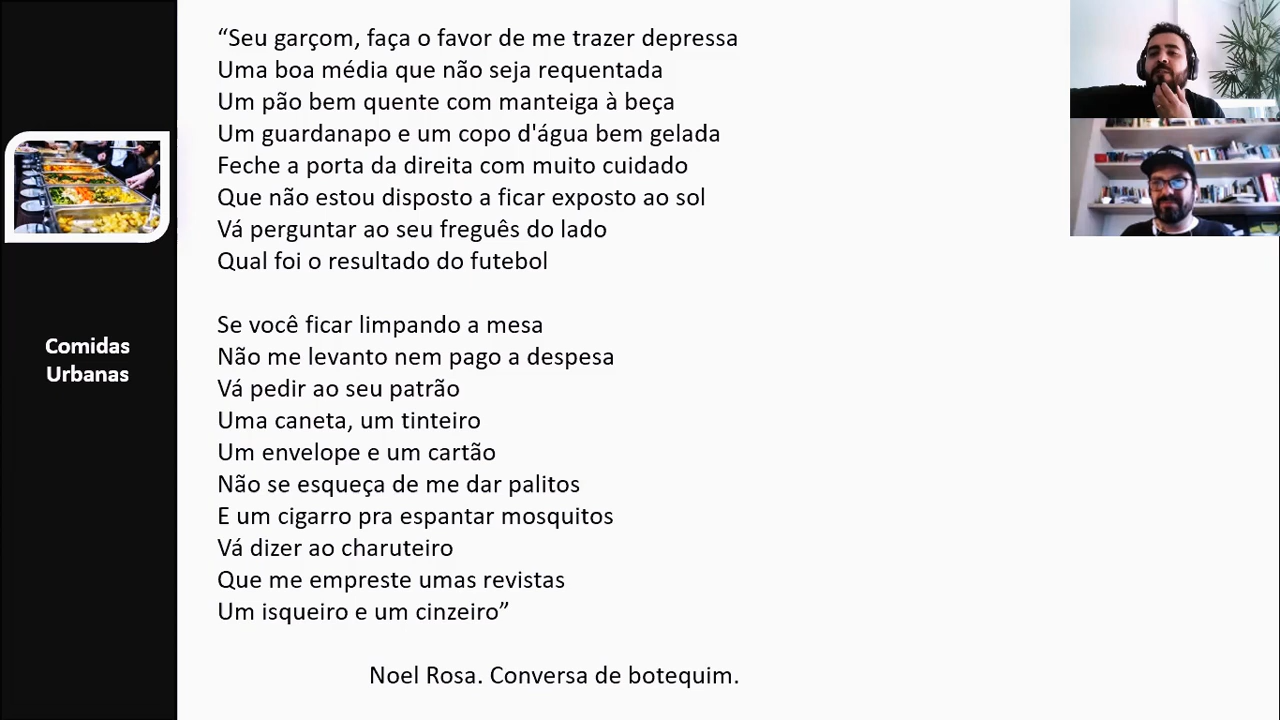 Comidas
Urbanas
“Seu garçom, faça o favor de me trazer depressa
Uma boa média que não seja requentada
Um pão bem quente com manteiga à beça
Um guardanapo e um copo d'água bem gelada
Feche a porta da direita com muito cuidado
Que não estou disposto a ficar exposto ao sol
Vá perguntar ao seu freguês do lado
Qual foi o resultado do futebol
Se você ficar limpando a mesa
Não me levanto nem pago a despesa
Vá pedir ao seu patrão
Uma caneta, um tinteiro
Um envelope e um cartão
Não se esqueça de me dar palitos
E um cigarro pra espantar mosquitos
Vá dizer ao charuteiro
Que me empreste umas revistas
Um isqueiro e um cinzeiro”
Noel Rosa. Conversa de botequim.